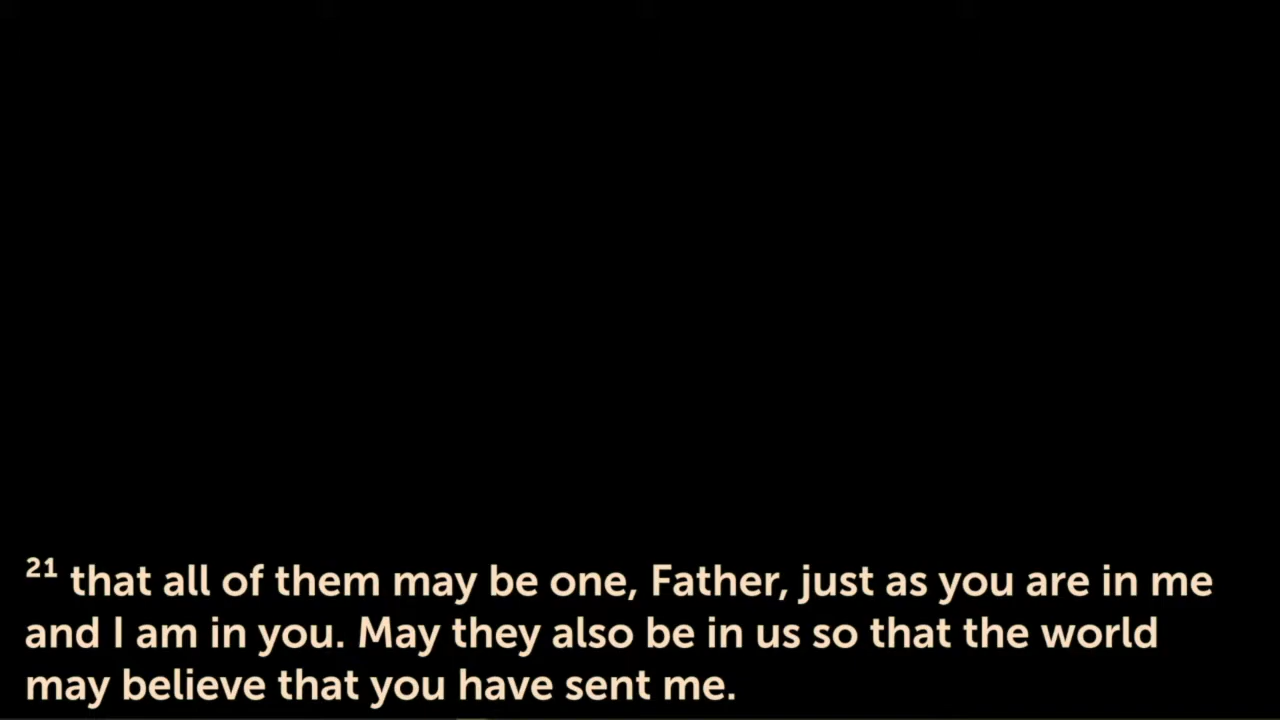 21 that all of them may be one, Father, just as you are in me
and I am in you. May they also be in us so that the world
may believe that you have sent me.